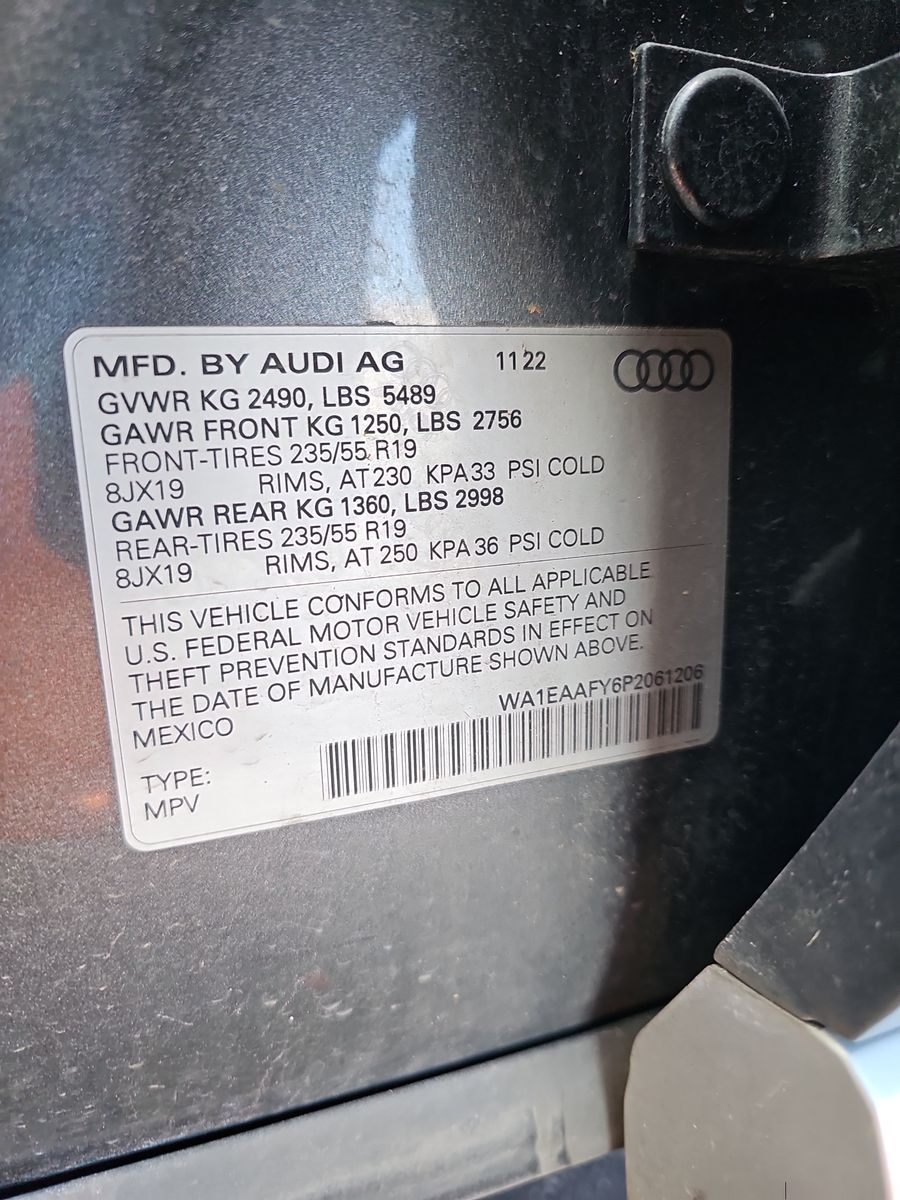 MFD. BY AUDI AG 11 22
GVWR KG 2490, LBS 5489
GAWR FRONT KG 1250, LBS 2756
FRONT-TIRES 235/55 R19
8JX19 RIMS, AT 230 KPA 33 PSI COLD
GAWR REAR KG 1360, LBS 2998
REAR-TIRES 235/55 R19
8JX19 RIMS, AT 250 KPA 36 PSI COLD
THIS VEHICLE CONFORMS TO ALL APPLICABLE
U.S. FEDERAL MOTOR VEHICLE SAFETY AND
THEFT PREVENTION STANDARDS IN EFFECT ON
THE DATE OF MANUFACTURE SHOWN ABOVE.
MEXICO WA1EAAFY6P2061206
TYPE:
MPV